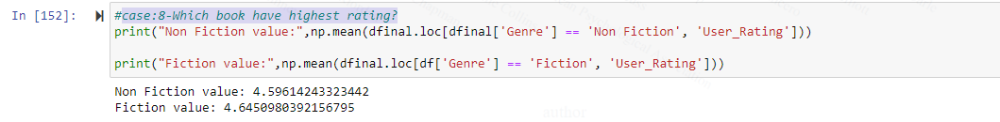 In [152]:
#case:8-Which book have highest rating?
print("Non Fiction value:",np.mean(dfinal.loc[dfinal['Genre'] == 'Non Fiction', 'User_Rating']))
print("Fiction value:",np.mean(dfinal.loc[df['Genre'] == 'Fiction', 'User_Rating']))
Non Fiction value: 4.59614243323442
Fiction value: 4.6450980392156795
author